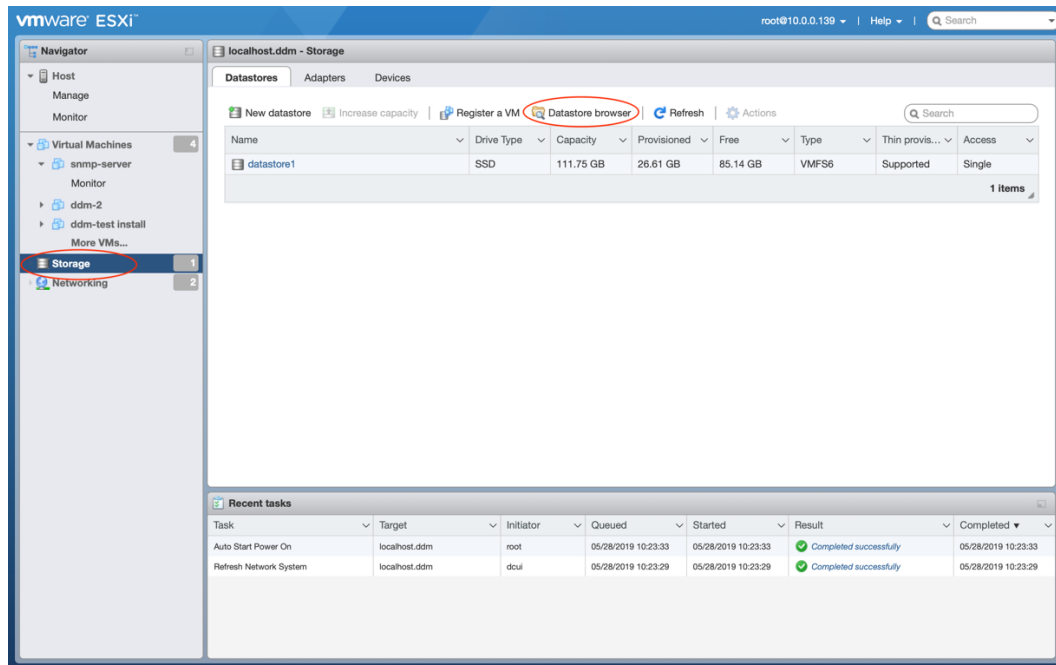 vmware ESXi™
root@10.0.0.139 | Help | Search
Navigator
Host
Manage
Monitor
Virtual Machines 4
snmp-server
Monitor
ddm-2
ddm-test install
More VMs...
Storage 1
Networking 2
localhost.ddm - Storage
Datastores Adapters Devices
New datastore Increase capacity | Register a VM Datastore browser | Refresh | Actions Search
Name Drive Type Capacity Provisioned Free Type Thin provis... Access
datastore1 SSD 111.75 GB 26.61 GB 85.14 GB VMFS6 Supported Single
1 items
Recent tasks
Task Target Initiator Queued Started Result Completed ▼
Auto Start Power On localhost.ddm root 05/28/2019 10:23:33 05/28/2019 10:23:33 Completed successfully 05/28/2019 10:23:33
Refresh Network System localhost.ddm dcui 05/28/2019 10:23:29 05/28/2019 10:23:29 Completed successfully 05/28/2019 10:23:29